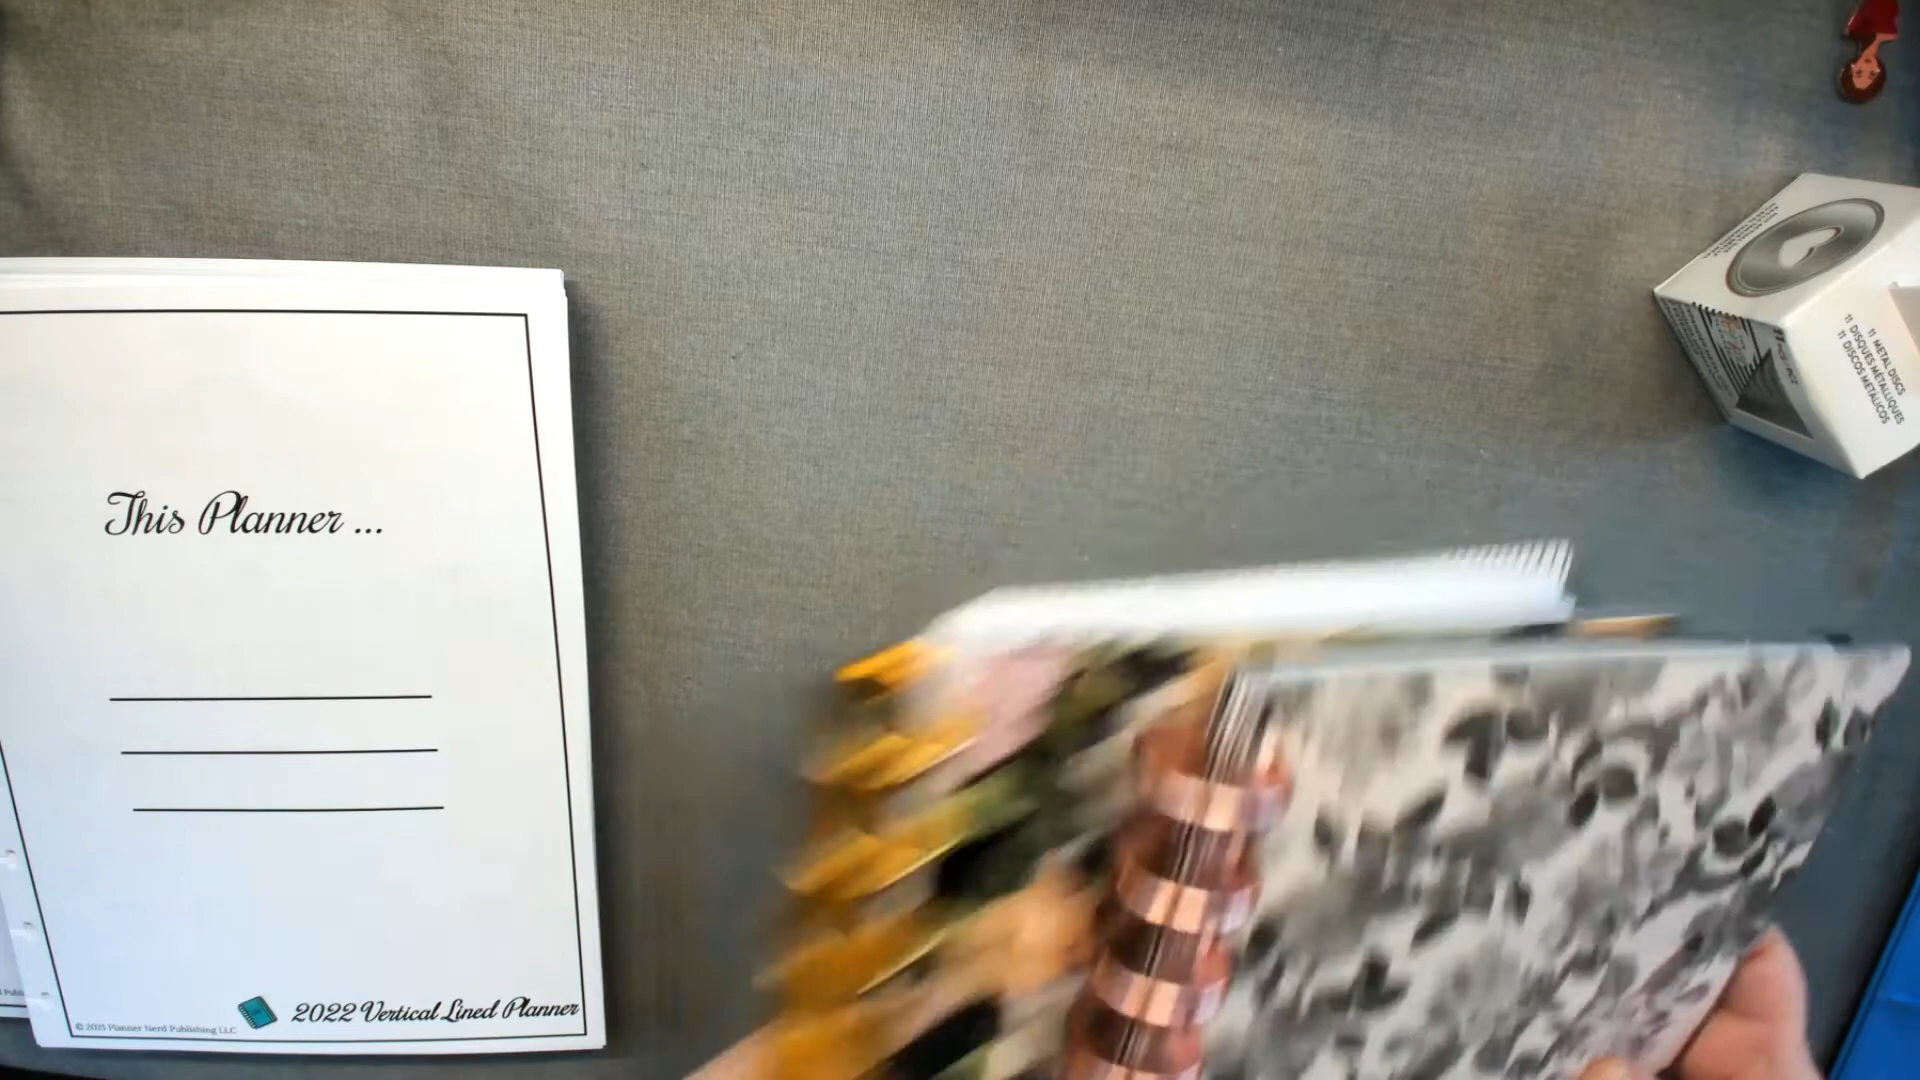 This Planner ...
2022 Vertical Lined Planner
© 2021 Planner Nerd Publishing LLC
11 METAL DISCS
11 DISQUES MÉTALLIQUES
11 DISCOS METÁLICOS